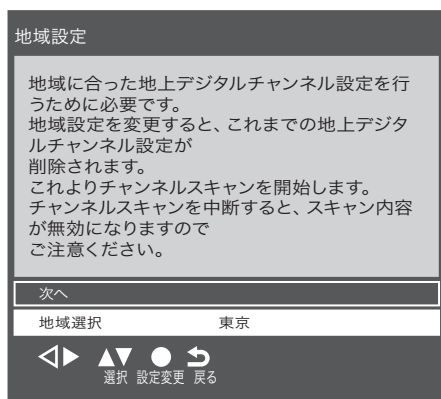 地域設定
地域に合った地上デジタルチャンネル設定を行
うために必要です。
地域設定を変更すると、これまでの地上デジタ
ルチャンネル設定が
削除されます。
これよりチャンネルスキャンを開始します。
チャンネルスキャンを中断すると、スキャン内容
が無効になりますので
ご注意ください。
次へ
地域選択 東京
選択 設定変更 戻る